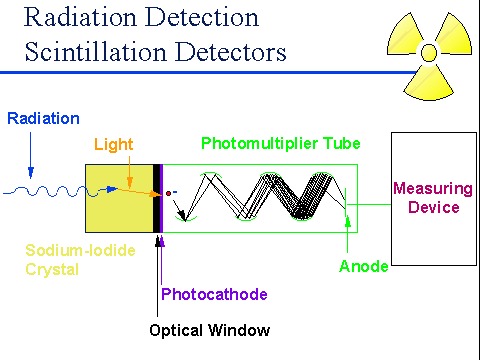 Radiation Detection
Scintillation Detectors
Radiation
Light
Photomultiplier Tube
-
Measuring
Device
Sodium-Iodide
Crystal
Anode
Photocathode
Optical Window